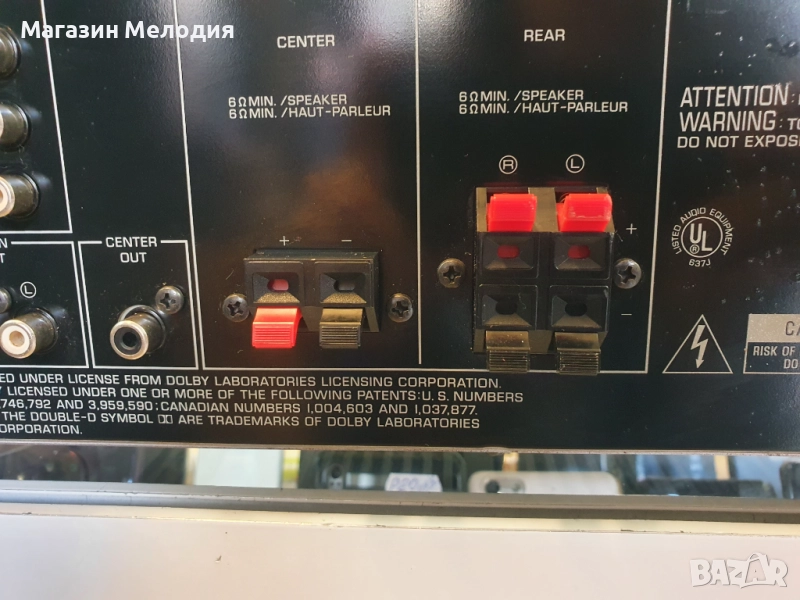 Магазин Мелодия
CENTER
6ΩMIN./SPEAKER
6ΩMIN./HAUT-PARLEUR
REAR
6ΩMIN./SPEAKER
6ΩMIN./HAUT-PARLEUR
R L
+
−
ATTENTION:
WARNING:
DO NOT EXPOS
LISTED AUDIO EQUIPMENT
UL
®
637J
CENTER
OUT
L
+ −
RISK OF
DO
ED UNDER LICENSE FROM DOLBY LABORATORIES LICENSING CORPORATION.
LICENSED UNDER ONE OR MORE OF THE FOLLOWING PATENTS:U.S. NUMBERS
,746,792 AND 3,959,590;CANADIAN NUMBERS 1,004,603 AND 1,037,877.
THE DOUBLE-D SYMBOL ARE TRADEMARKS OF DOLBY LABORATORIES
CORPORATION.
BAZAR